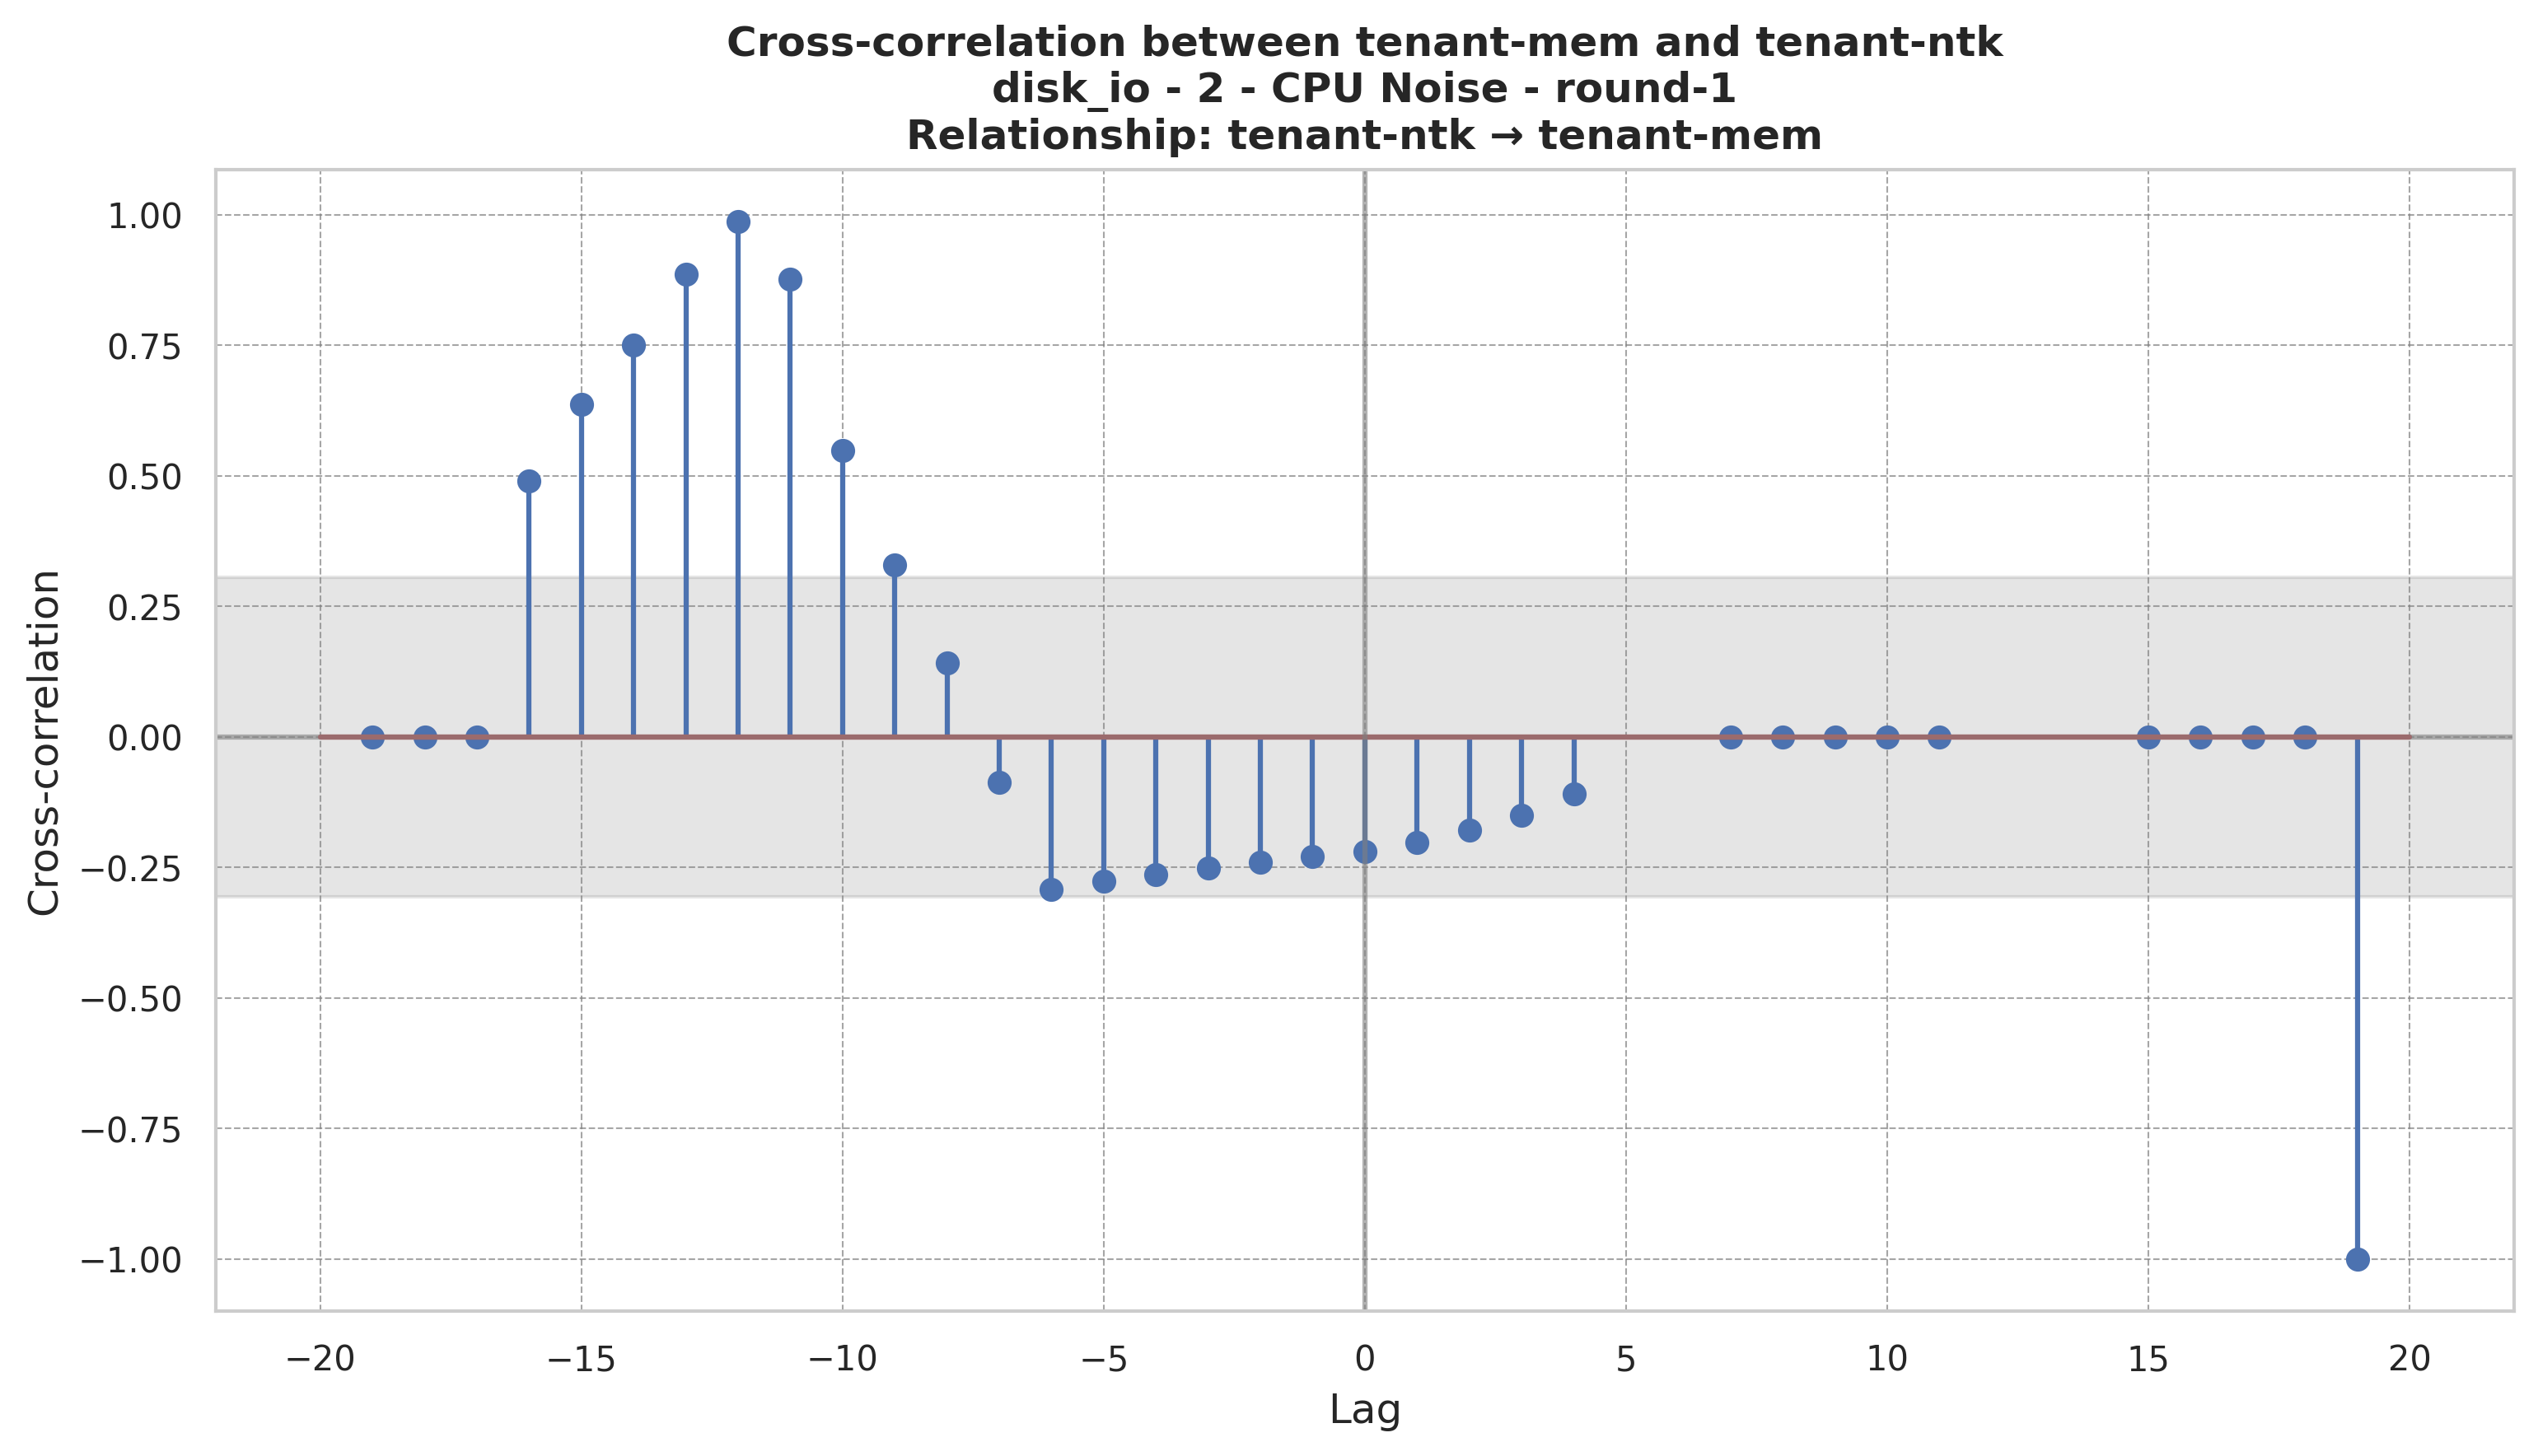 Cross-correlation between tenant-mem and tenant-ntk
disk_io - 2 - CPU Noise - round-1
Relationship: tenant-ntk → tenant-mem
1.00
0.75
0.50
0.25
0.00
−0.25
−0.50
−0.75
−1.00
Cross-correlation
−20 −15 −10 −5 0 5 10 15 20
Lag